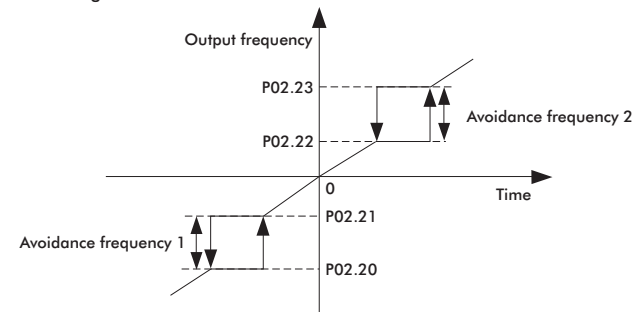 Output frequency
P02.23
Avoidance frequency 2
P02.22
0
Time
P02.21
Avoidance frequency 1
P02.20